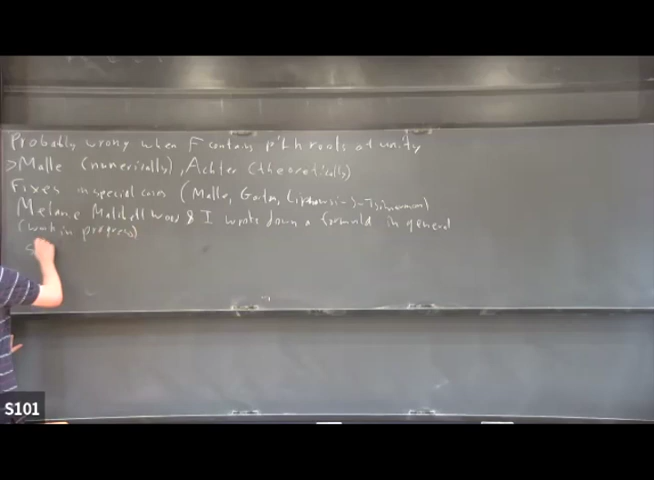 Probably wrong when F contains p'th roots of unity
> Malle (numerically), Achter (theoretically)
Fixes in special cases (Malle, Garton, Lipnowski-S-Tsimerman)
Melanie Matchett Wood & I wrote down a formula in general
(work in progress)
S101